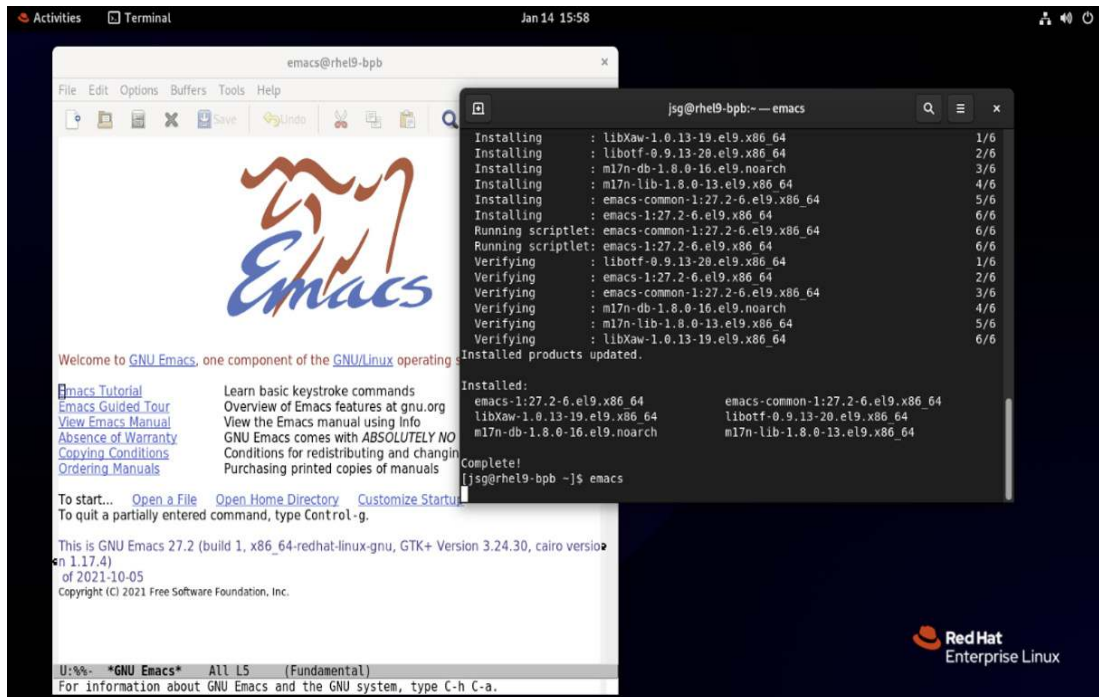 Activities Terminal Jan 14 15:58
emacs@rhel9-bpb ×
File Edit Options Buffers Tools Help
Save Undo
Emacs
Welcome to GNU Emacs, one component of the GNU/Linux operating s
Emacs Tutorial Learn basic keystroke commands
Emacs Guided Tour Overview of Emacs features at gnu.org
View Emacs Manual View the Emacs manual using Info
Absence of Warranty GNU Emacs comes with ABSOLUTELY NO
Copying Conditions Conditions for redistributing and changin
Ordering Manuals Purchasing printed copies of manuals
To start... Open a File Open Home Directory Customize Startup
To quit a partially entered command, type Control-g.
This is GNU Emacs 27.2 (build 1, x86_64-redhat-linux-gnu, GTK+ Version 3.24.30, cairo versio
n 1.17.4)
of 2021-10-05
Copyright (C) 2021 Free Software Foundation, Inc.
U:%%- *GNU Emacs* All L5 (Fundamental)
For information about GNU Emacs and the GNU system, type C-h C-a.
jsg@rhel9-bpb:~ — emacs ×
Installing : libXaw-1.0.13-19.el9.x86_64 1/6
Installing : libotf-0.9.13-20.el9.x86_64 2/6
Installing : m17n-db-1.8.0-16.el9.noarch 3/6
Installing : m17n-lib-1.8.0-13.el9.x86_64 4/6
Installing : emacs-common-1:27.2-6.el9.x86_64 5/6
Installing : emacs-1:27.2-6.el9.x86_64 6/6
Running scriptlet: emacs-common-1:27.2-6.el9.x86_64 6/6
Running scriptlet: emacs-1:27.2-6.el9.x86_64 6/6
Verifying : libotf-0.9.13-20.el9.x86_64 1/6
Verifying : emacs-1:27.2-6.el9.x86_64 2/6
Verifying : emacs-common-1:27.2-6.el9.x86_64 3/6
Verifying : m17n-db-1.8.0-16.el9.noarch 4/6
Verifying : m17n-lib-1.8.0-13.el9.x86_64 5/6
Verifying : libXaw-1.0.13-19.el9.x86_64 6/6
Installed products updated.
Installed:
emacs-1:27.2-6.el9.x86_64 emacs-common-1:27.2-6.el9.x86_64
libXaw-1.0.13-19.el9.x86_64 libotf-0.9.13-20.el9.x86_64
m17n-db-1.8.0-16.el9.noarch m17n-lib-1.8.0-13.el9.x86_64
Complete!
[jsg@rhel9-bpb ~]$ emacs
Red Hat
Enterprise Linux